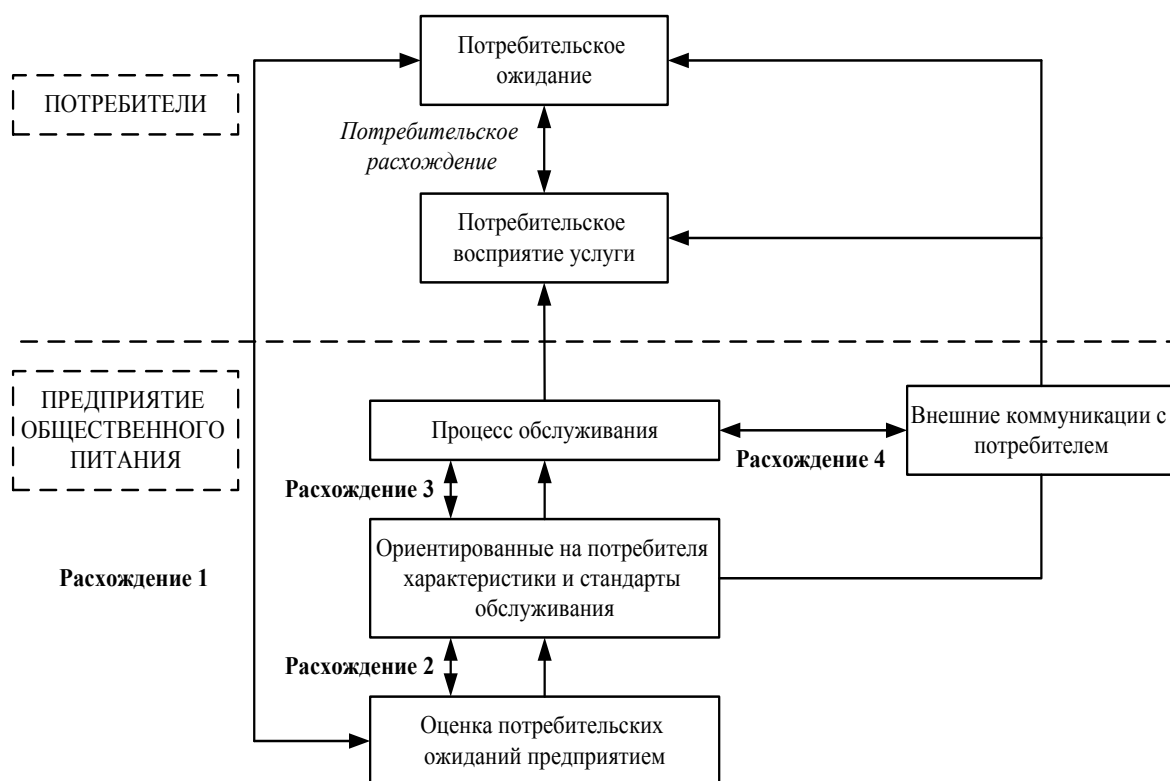 Потребительское
ожидание
ПОТРЕБИТЕЛИ
Потребительское
расхождение
Потребительское
восприятие услуги
ПРЕДПРИЯТИЕ
ОБЩЕСТВЕННОГО
ПИТАНИЯ
Процесс обслуживания
Внешние коммуникации с
потребителем
Расхождение 4
Расхождение 3
Ориентированные на потребителя
характеристики и стандарты
обслуживания
Расхождение 1
Расхождение 2
Оценка потребительских
ожиданий предприятием